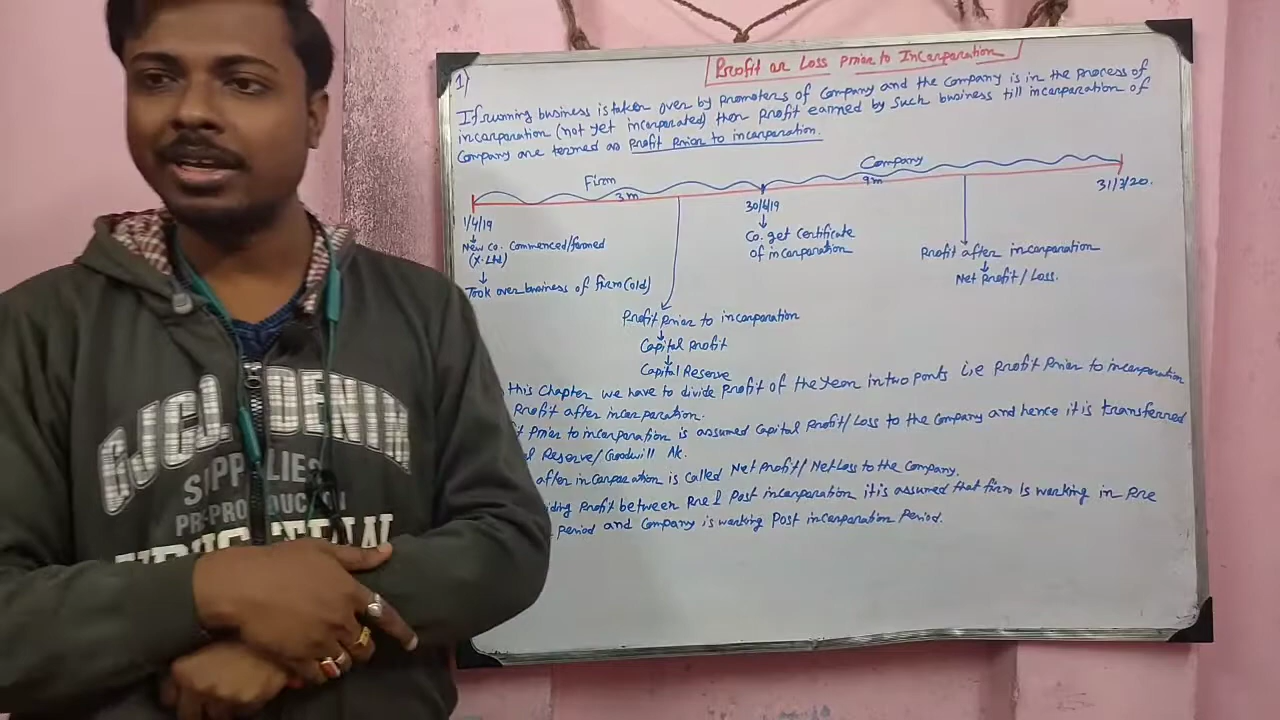 Profit or Loss Prior to Incorporation
1)
If running business is taken over by promoters of Company and the Company is in the process of
incorporation (not yet incorporated) then profit earned by such business till incorporation of
Company are termed as profit prior to incorporation.
Firm
Company
3m
9m
1/4/19
30/6/19
31/3/20.
New co. Commenced/formed
(X. Ltd)
Took over business of firm (old)
Co. get certificate
of incorporation
Profit after incorporation
Net Profit / Loss.
Profit prior to incorporation
Capital Profit
Capital Reserve
this Chapter we have to divide profit of the year in two parts i,e Profit Prior to incorporation
Profit after incorporation.
Prior to incorporation is assumed Capital Profit/Loss to the Company and hence it is transferred
Reserve/Goodwill A/c.
after incorporation is called Net Profit/Net Loss to the Company.
Profit between Pre & Post incorporation it is assumed that firm is working in Pre
Period and Company is working Post incorporation Period.
GJCO. DENIM
SUPPLIES
PRE-PRODUCTION